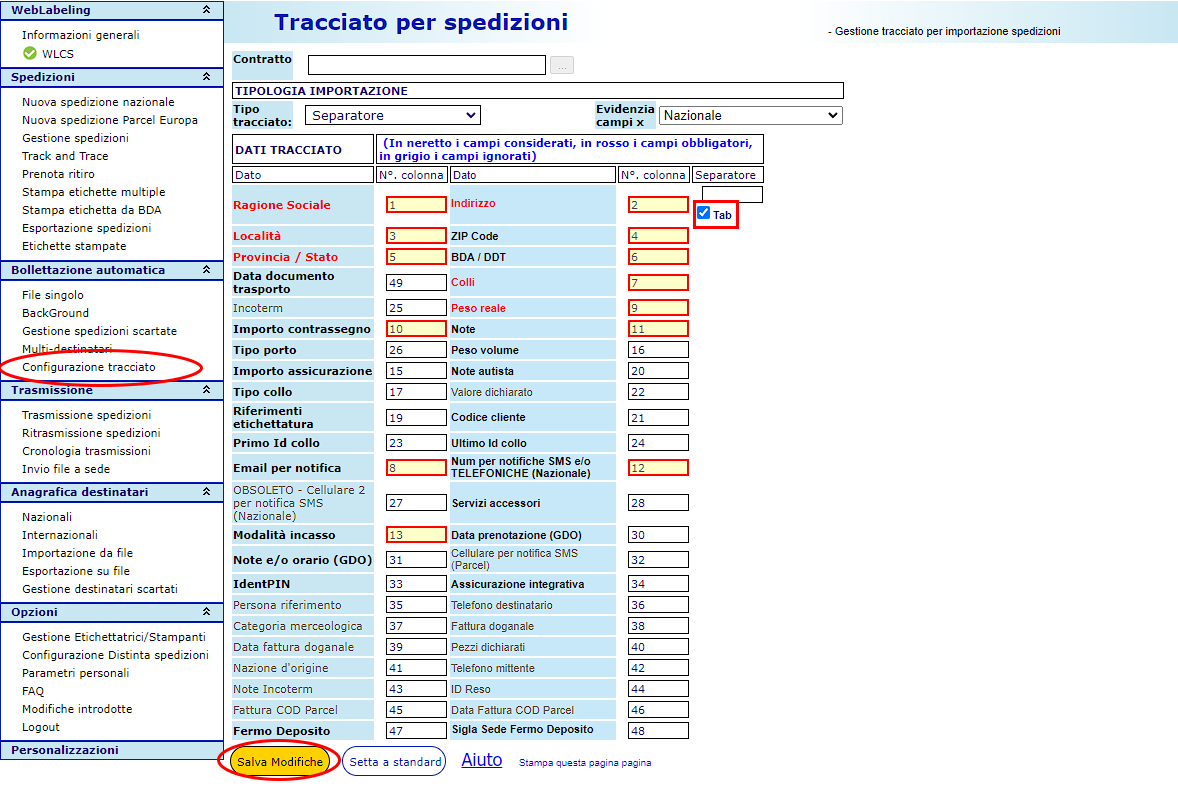 WebLabeling
Informazioni generali
WLCS
Spedizioni
Nuova spedizione nazionale
Nuova spedizione Parcel Europa
Gestione spedizioni
Track and Trace
Prenota ritiro
Stampa etichette multiple
Stampa etichetta da BDA
Esportazione spedizioni
Etichette stampate
Bollettazione automatica
File singolo
BackGround
Gestione spedizioni scartate
Multi-destinatari
Configurazione tracciato
Trasmissione
Trasmissione spedizioni
Ritrasmissione spedizioni
Cronologia trasmissioni
Invio file a sede
Anagrafica destinatari
Nazionali
Internazionali
Importazione da file
Esportazione su file
Gestione destinatari scartati
Opzioni
Gestione Etichettatrici/Stampanti
Configurazione Distinta spedizioni
Parametri personali
FAQ
Modifiche introdotte
Logout
Personalizzazioni
Tracciato per spedizioni
- Gestione tracciato per importazione spedizioni
Contratto
...
TIPOLOGIA IMPORTAZIONE
Tipo
tracciato:
Separatore
Evidenzia
campi x
Nazionale
DATI TRACCIATO
(In neretto i campi considerati, in rosso i campi obbligatori,
in grigio i campi ignorati)
Dato N°. colonna Dato N°. colonna Separatore
Ragione Sociale 1 Indirizzo 2
Tab
Località 3 ZIP Code 4
Provincia / Stato 5 BDA / DDT 6
Data documento
trasporto 49 Colli 7
Incoterm 25 Peso reale 9
Importo contrassegno 10 Note 11
Tipo porto 26 Peso volume 16
Importo assicurazione 15 Note autista 20
Tipo collo 17 Valore dichiarato 22
Riferimenti
etichettatura 19 Codice cliente 21
Primo Id collo 23 Ultimo Id collo 24
Email per notifica 8 Num per notifiche SMS e/o
TELEFONICHE (Nazionale) 12
OBSOLETO - Cellulare 2
per notifica SMS
(Nazionale) 27 Servizi accessori 28
Modalità incasso 13 Data prenotazione (GDO) 30
Note e/o orario (GDO) 31 Cellulare per notifica SMS
(Parcel) 32
IdentPIN 33 Assicurazione integrativa 34
Persona riferimento 35 Telefono destinatario 36
Categoria merceologica 37 Fattura doganale 38
Data fattura doganale 39 Pezzi dichiarati 40
Nazione d'origine 41 Telefono mittente 42
Note Incoterm 43 ID Reso 44
Fattura COD Parcel 45 Data Fattura COD Parcel 46
Fermo Deposito 47 Sigla Sede Fermo Deposito 48
Salva Modifiche Setta a standard Aiuto Stampa questa pagina pagina